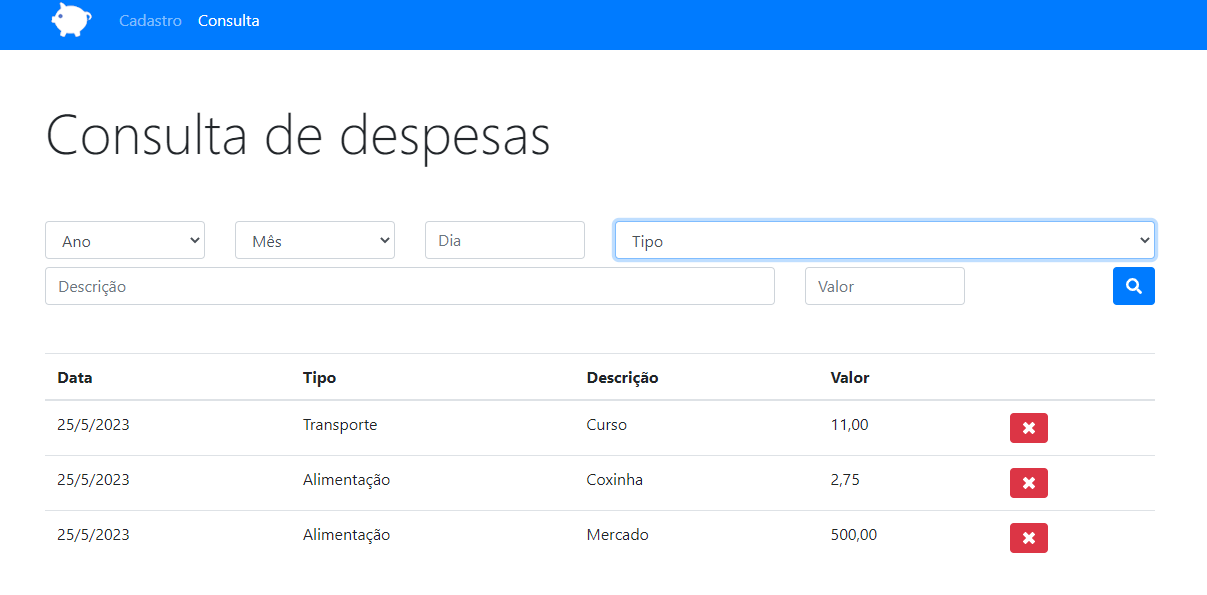 Cadastro Consulta
Consulta de despesas
Ano Mês Dia Tipo
Descrição Valor
Data Tipo Descrição Valor
25/5/2023 Transporte Curso 11,00
25/5/2023 Alimentação Coxinha 2,75
25/5/2023 Alimentação Mercado 500,00